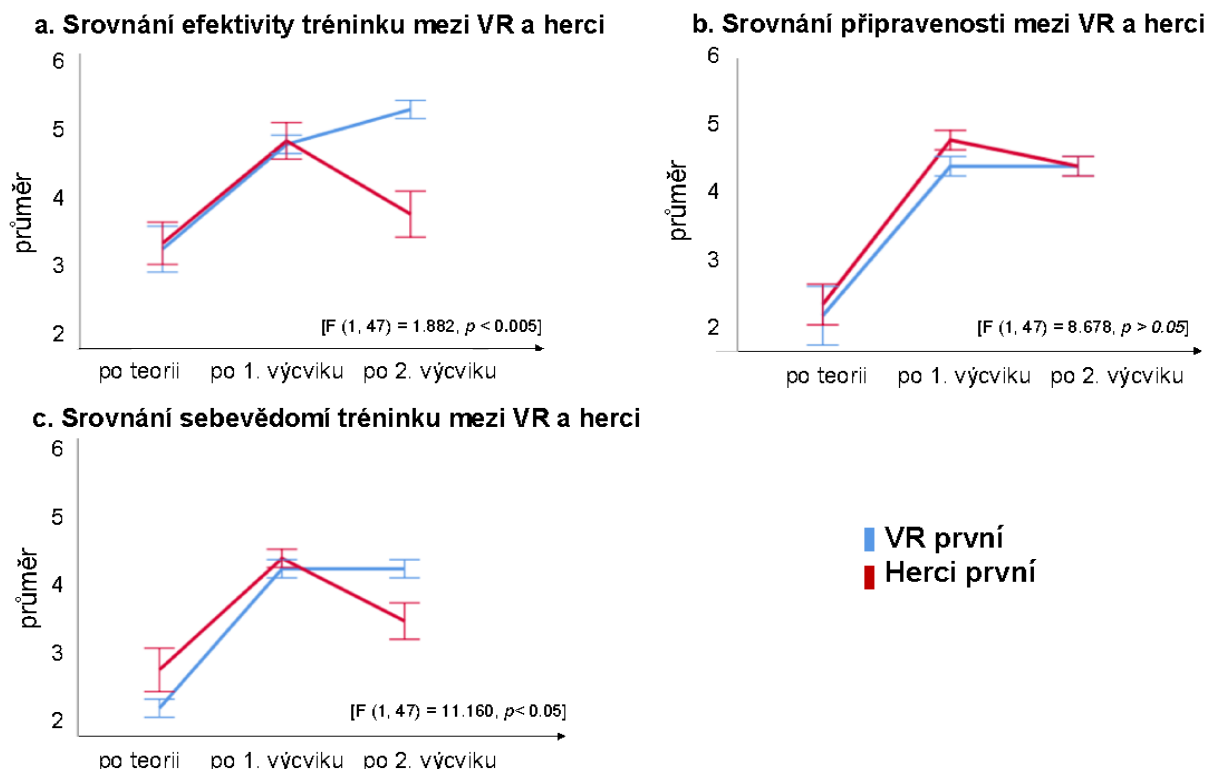 a. Srovnání efektivity tréninku mezi VR a herci
6
5
4
3
2
průměr
[F (1, 47) = 1.882, p < 0.005]
po teorii po 1. výcviku po 2. výcviku
b. Srovnání připravenosti mezi VR a herci
6
5
4
3
2
průměr
[F (1, 47) = 8.678, p > 0.05]
po teorii po 1. výcviku po 2. výcviku
c. Srovnání sebevědomí tréninku mezi VR a herci
6
5
4
3
2
průměr
[F (1, 47) = 11.160, p< 0.05]
po teorii po 1. výcviku po 2. výcviku
VR první
Herci první